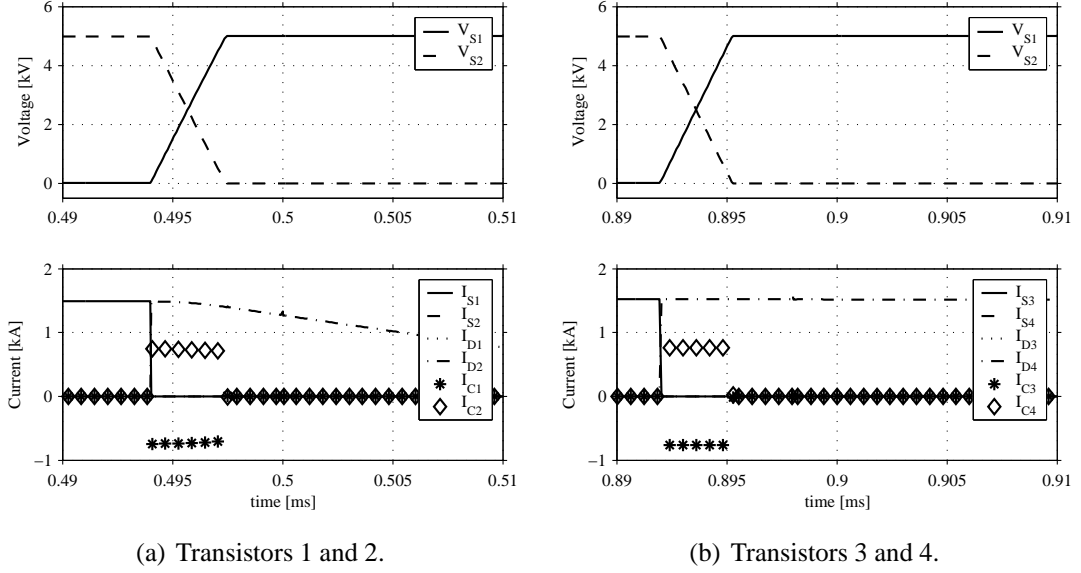 6
4
2
0
Voltage [kV]
V_S1
V_S2
0.49 0.495 0.5 0.505 0.51
6
4
2
0
Voltage [kV]
V_S1
V_S2
0.89 0.895 0.9 0.905 0.91
2
1
0
−1
Current [kA]
I_S1
I_S2
I_D1
I_D2
I_C1
I_C2
0.49 0.495 0.5 0.505 0.51
time [ms]
2
1
0
−1
Current [kA]
I_S3
I_S4
I_D3
I_D4
I_C3
I_C4
0.89 0.895 0.9 0.905 0.91
time [ms]
(a) Transistors 1 and 2.
(b) Transistors 3 and 4.